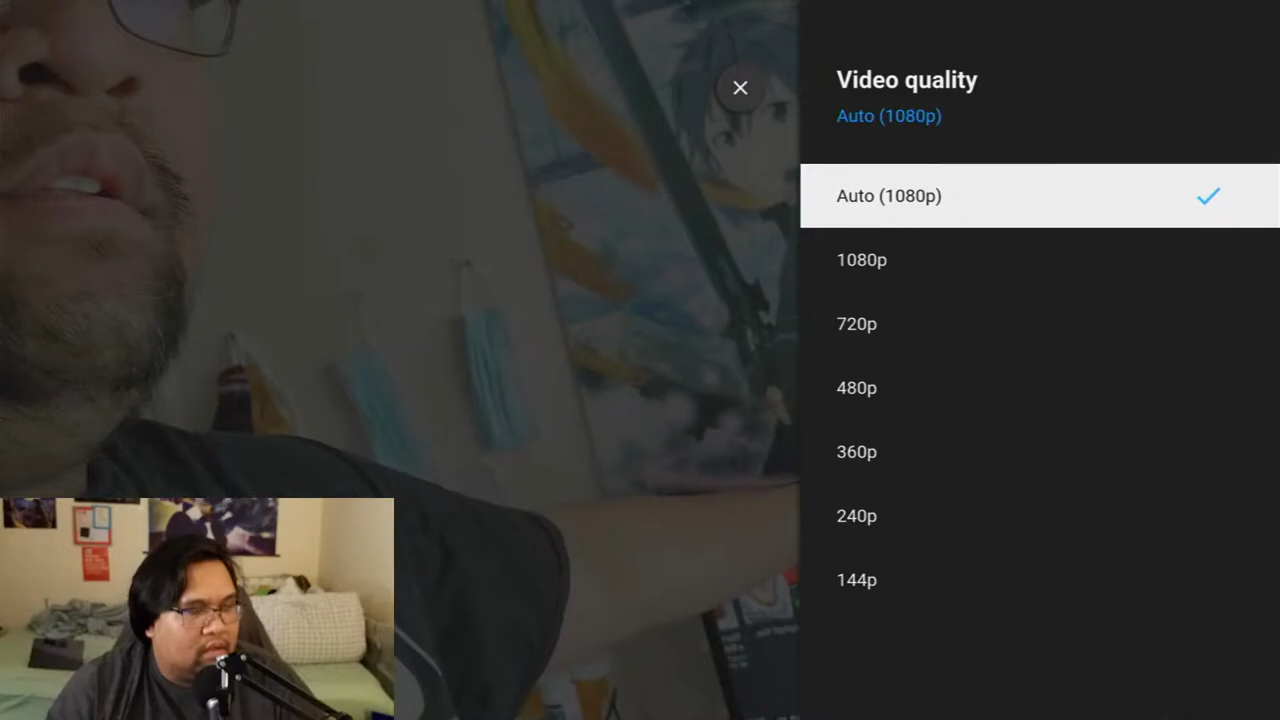 Video quality
Auto (1080p)
Auto (1080p)
1080p
720p
480p
360p
240p
144p